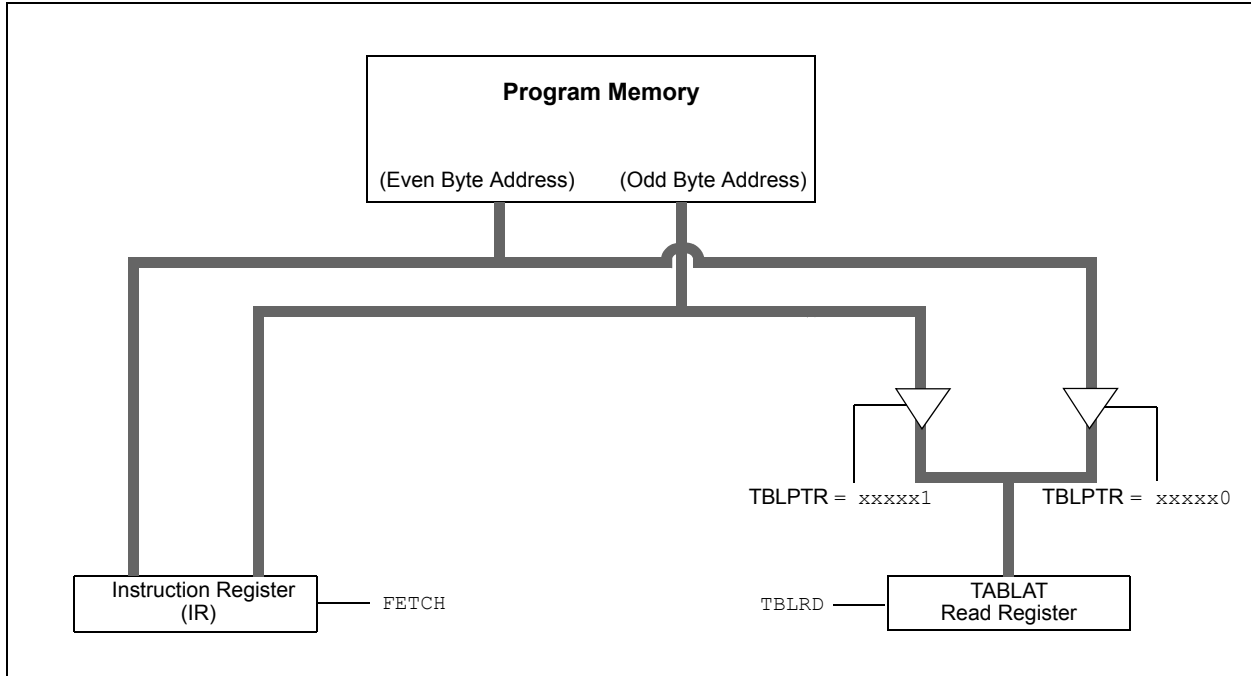 Program Memory
(Even Byte Address) (Odd Byte Address)
TBLPTR = xxxxx1 TBLPTR = xxxxx0
Instruction Register
(IR)
FETCH
TBLRD
TABLAT
Read Register